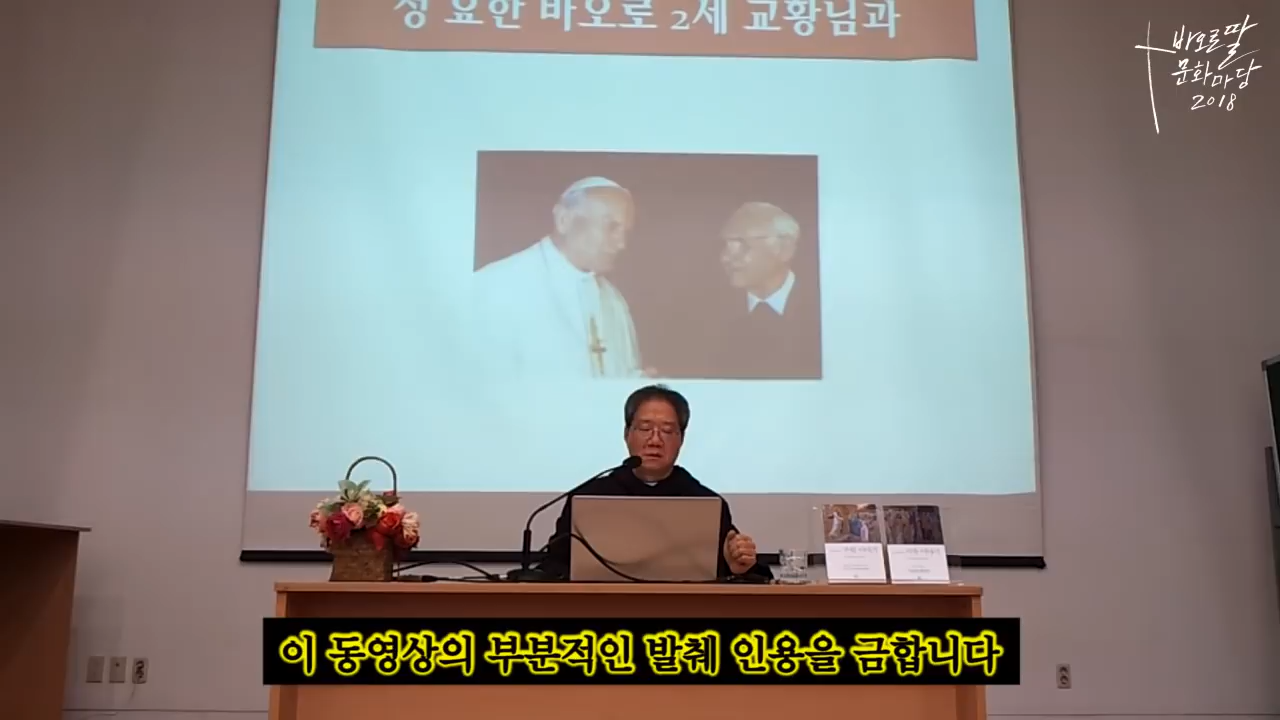 성 요한 바오로 2세 교황님과
바오로딸
문화마당
2018
이 동영상의 부분적인 발췌 인용을 금합니다